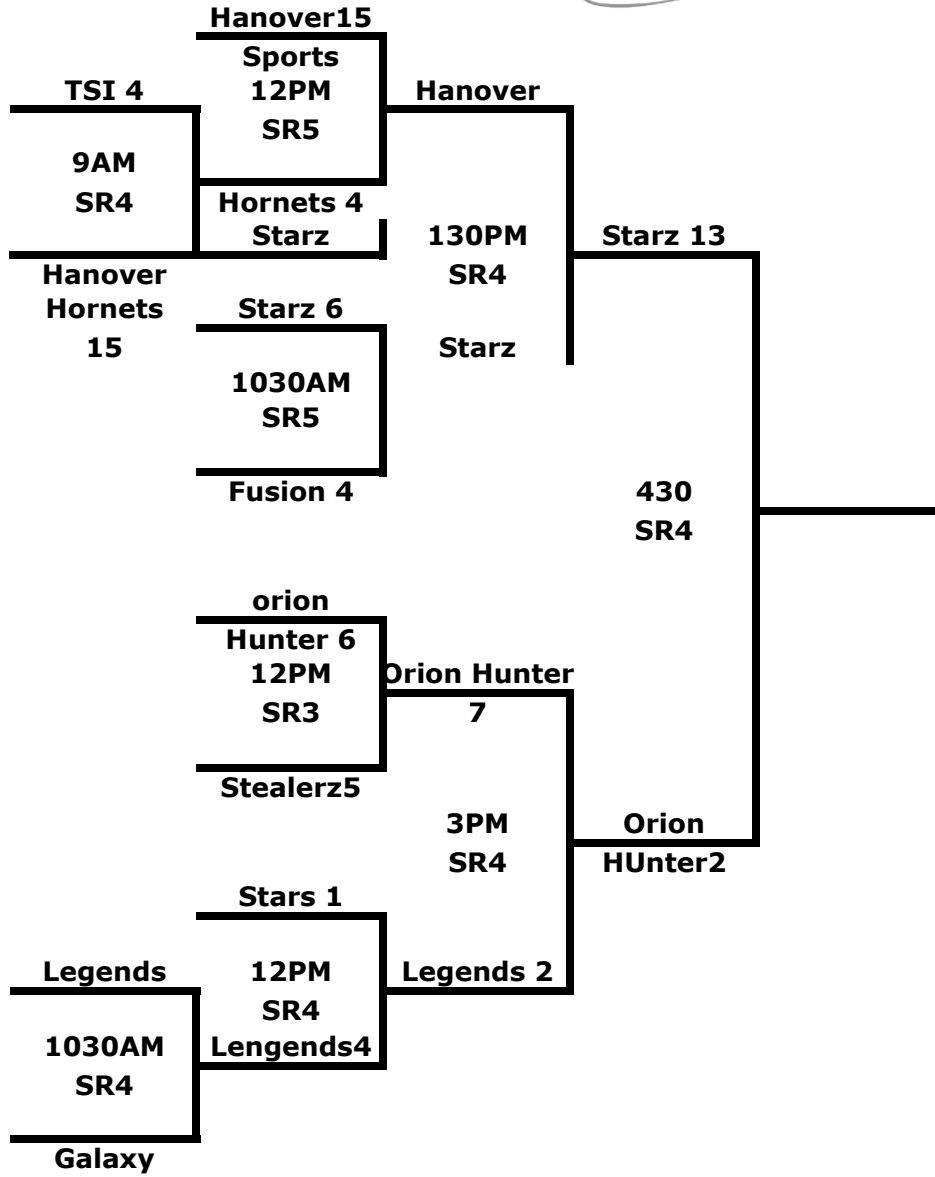 Hanover15
Sports
12PM
SR5
TSI 4
9AM
SR4
Hanover
Hornets
15
Hornets 4
Starz
Hanover
130PM
SR4
Starz
Starz 13
Starz 6
1030AM
SR5
Fusion 4
430
SR4
orion
Hunter 6
12PM
SR3
Stealerz5
Orion Hunter
7
3PM
SR4
Orion
HUnter2
Stars 1
12PM
SR4
Lengends4
Legends 2
Legends
1030AM
SR4
Galaxy